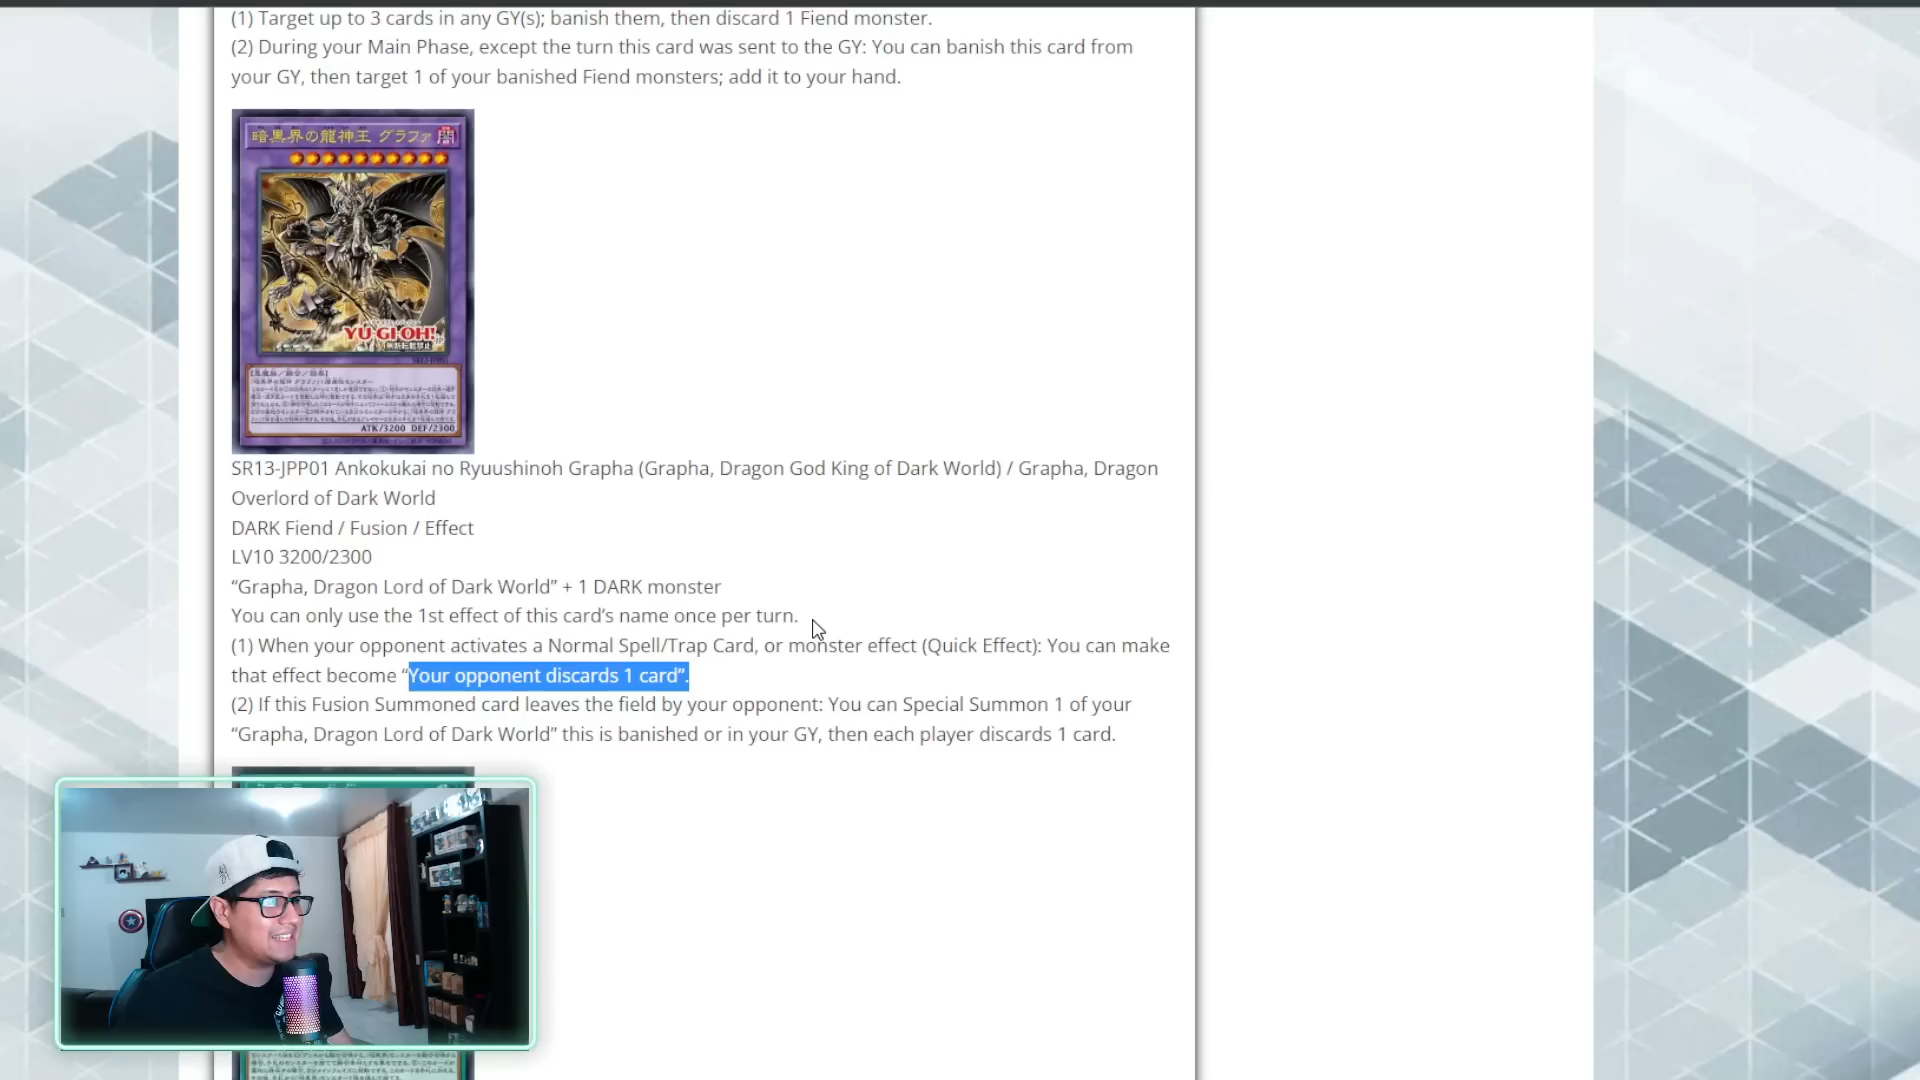 (1) Target up to 3 cards in any GY(s); banish them, then discard 1 Fiend monster.
(2) During your Main Phase, except the turn this card was sent to the GY: You can banish this card from
your GY, then target 1 of your banished Fiend monsters; add it to your hand.
暗黒界の龍神王 グラファ
闇
YU-GI-OH!
ATK/3200 DEF/2300
SR13-JPP01 Ankokukai no Ryuushinoh Grapha (Grapha, Dragon God King of Dark World) / Grapha, Dragon
Overlord of Dark World
DARK Fiend / Fusion / Effect
LV10 3200/2300
“Grapha, Dragon Lord of Dark World” + 1 DARK monster
You can only use the 1st effect of this card’s name once per turn.
(1) When your opponent activates a Normal Spell/Trap Card, or monster effect (Quick Effect): You can make
that effect become “Your opponent discards 1 card”.
(2) If this Fusion Summoned card leaves the field by your opponent: You can Special Summon 1 of your
“Grapha, Dragon Lord of Dark World” this is banished or in your GY, then each player discards 1 card.